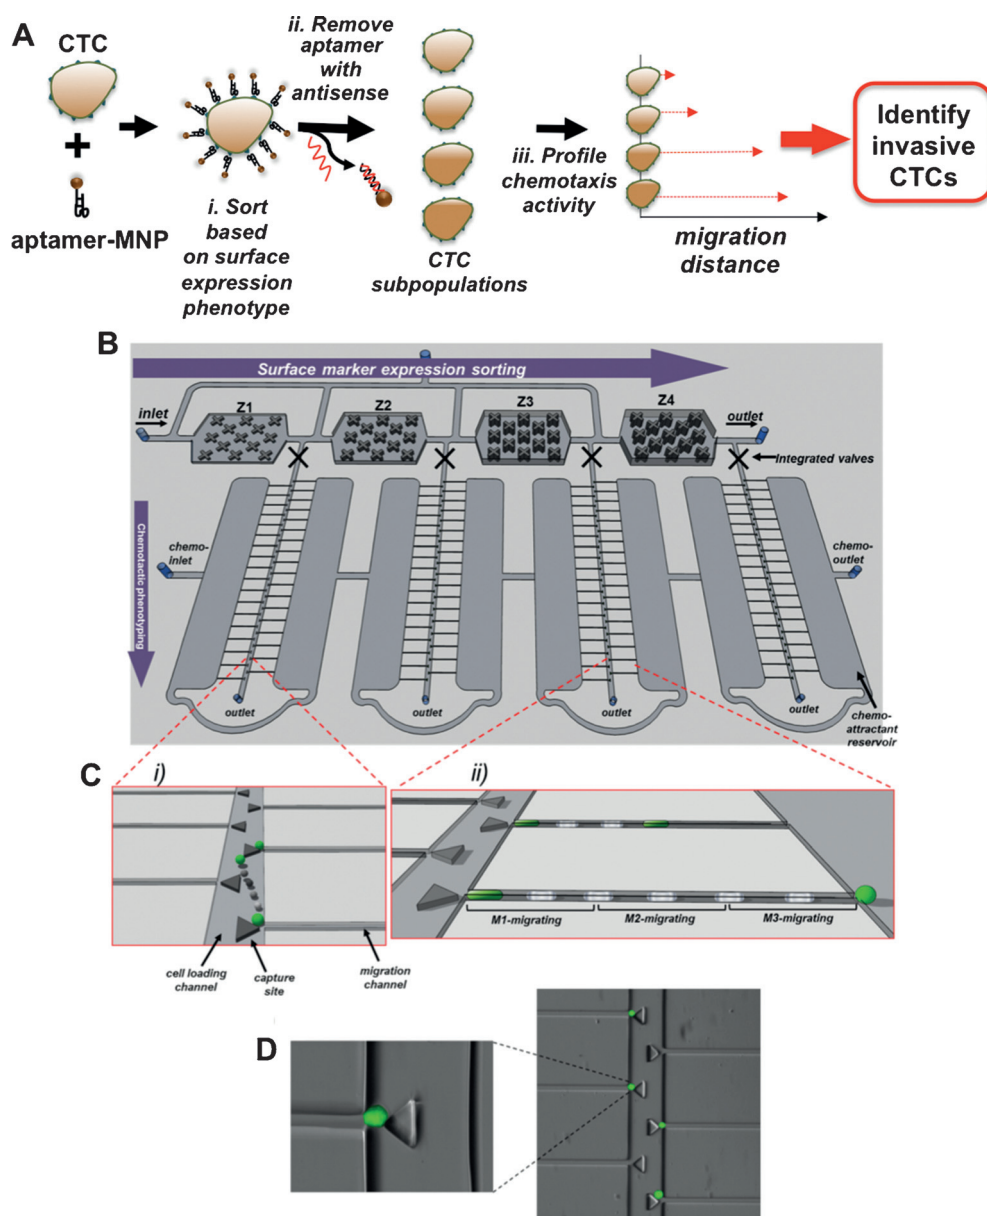 A
CTC
+
aptamer-MNP
i. Sort
based
on surface
expression
phenotype
ii. Remove
aptamer
with
antisense
CTC
subpopulations
iii. Profile
chemotaxis
activity
migration
distance
Identify
invasive
CTCs
B
Surface marker expression sorting
inlet
Z1
Z2
Z3
Z4
outlet
Integrated valves
Chemotactic phenotyping
chemo-
inlet
chemo-
outlet
outlet
outlet
outlet
outlet
chemo-
attractant
reservoir
C
i)
ii)
cell loading
channel
capture
site
migration
channel
M1-migrating
M2-migrating
M3-migrating
D